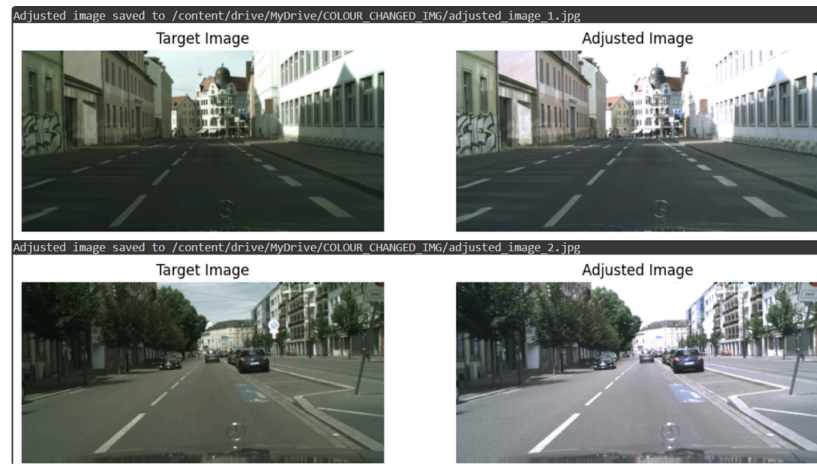 Adjusted image saved to /content/drive/MyDrive/COLOUR_CHANGED_IMG/adjusted_image_1.jpg
Target Image
Adjusted Image
Adjusted image saved to /content/drive/MyDrive/COLOUR_CHANGED_IMG/adjusted_image_2.jpg
Target Image
Adjusted Image